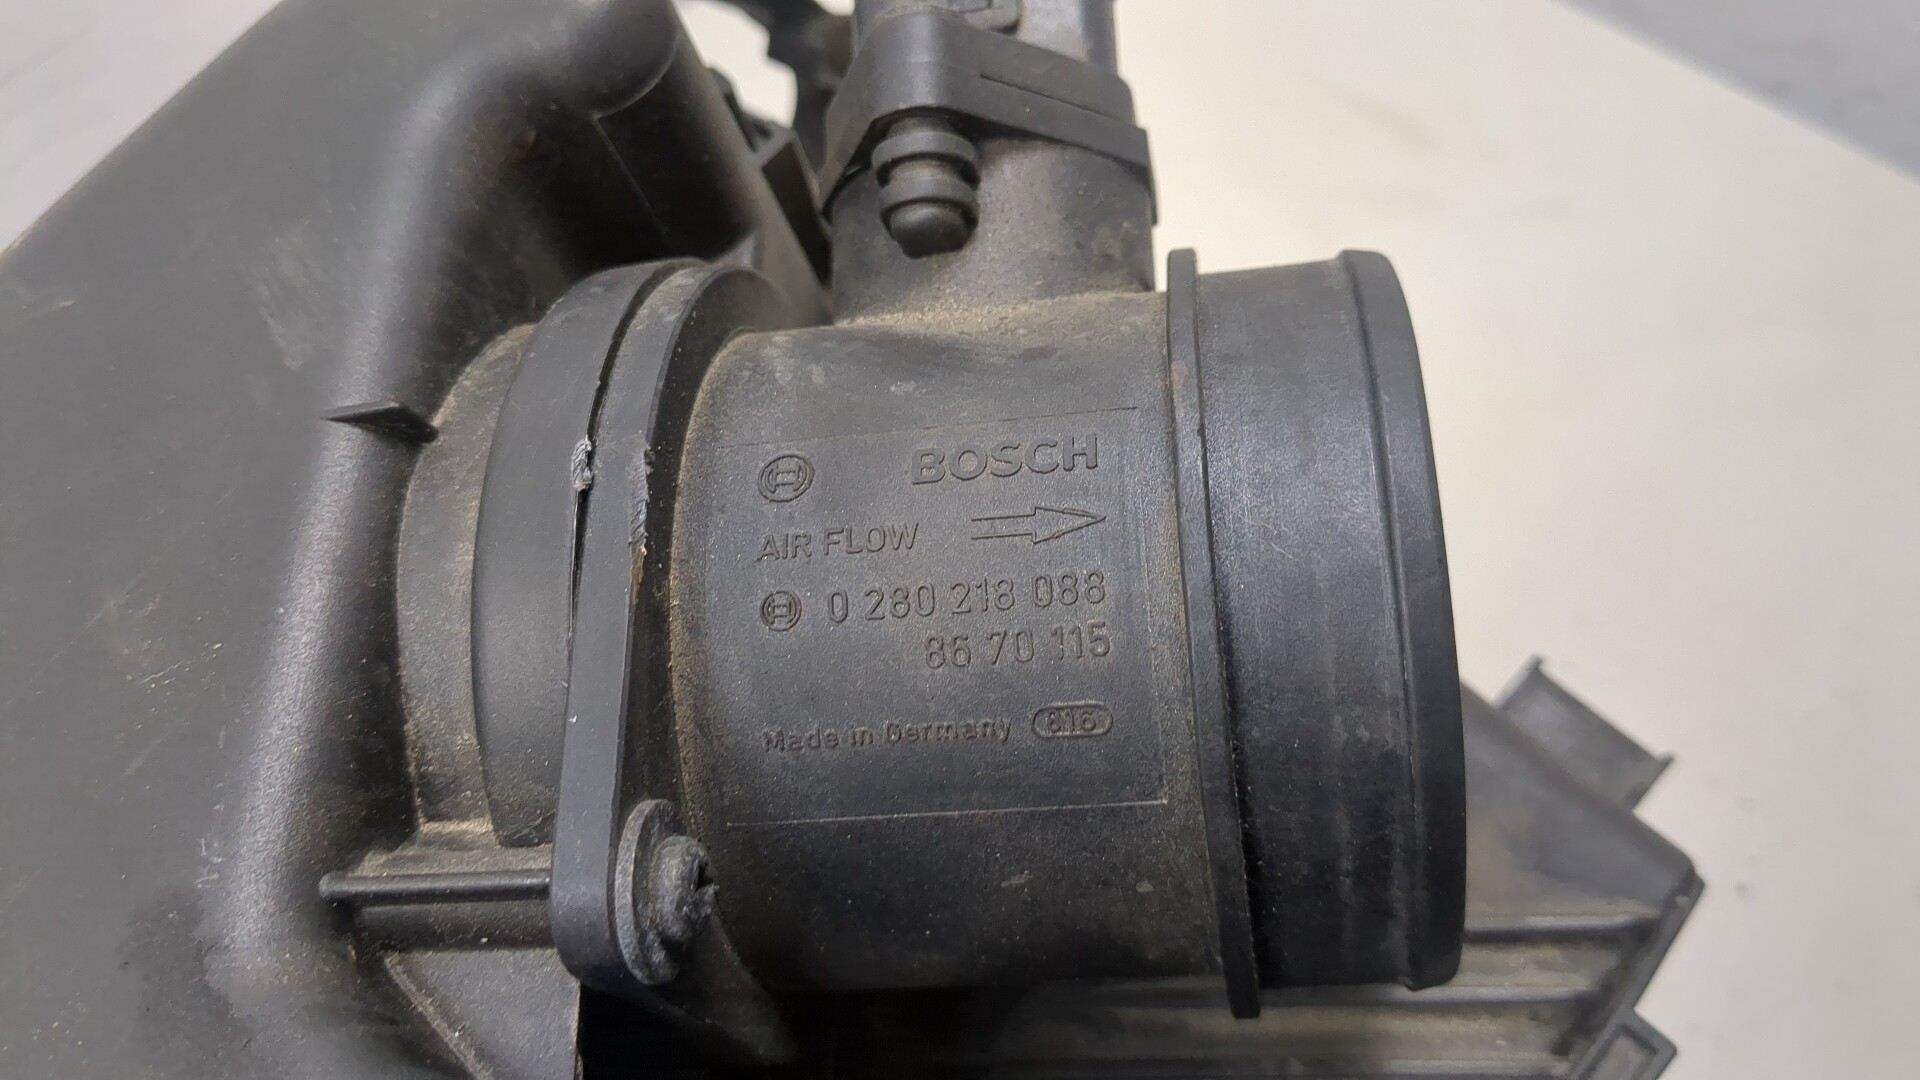 BOSCH
AIR FLOW
0 280 218 088
86 70 115
Made in Germany 816